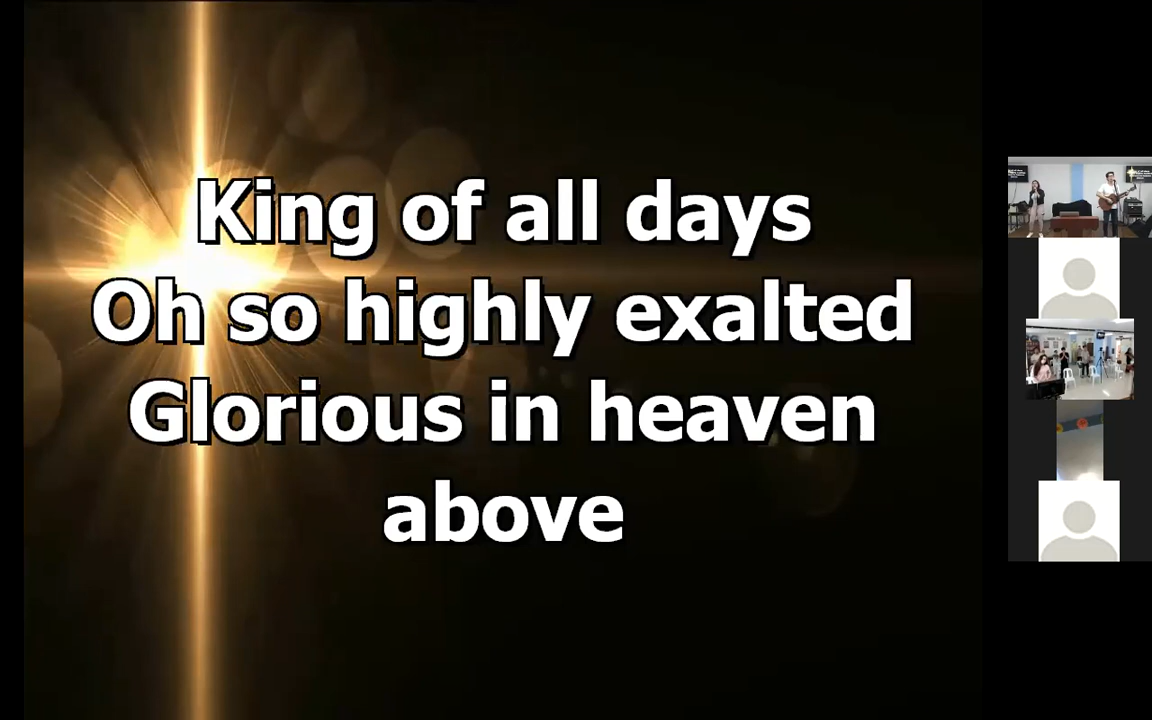 King of all days
Oh so highly exalted
Glorious in heaven
above